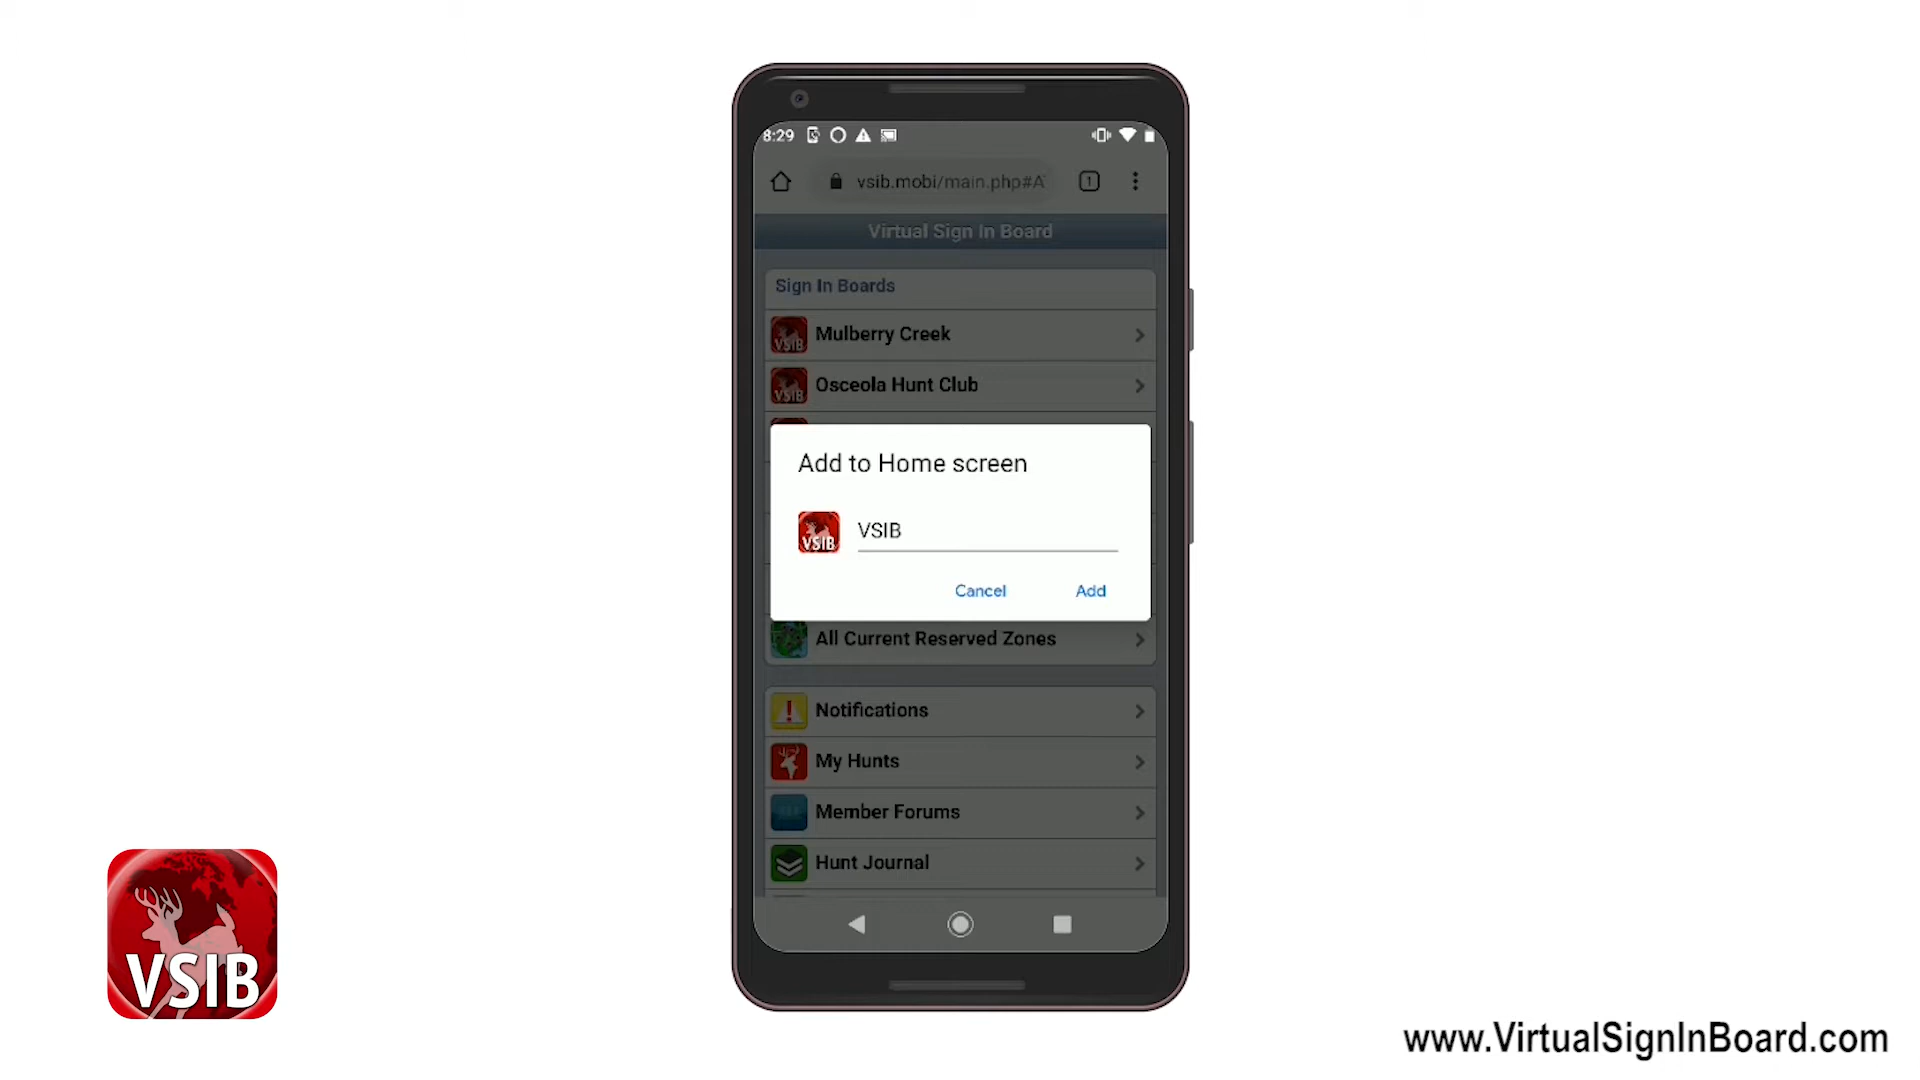 8:29
vsib.mobi/main.php#A
1
Virtual Sign In Board
Sign In Boards
VSIB Mulberry Creek
VSIB Osceola Hunt Club
Add to Home screen
VSIB VSIB
Cancel Add
All Current Reserved Zones
Notifications
My Hunts
Member Forums
Hunt Journal
VSIB
www.VirtualSignInBoard.com